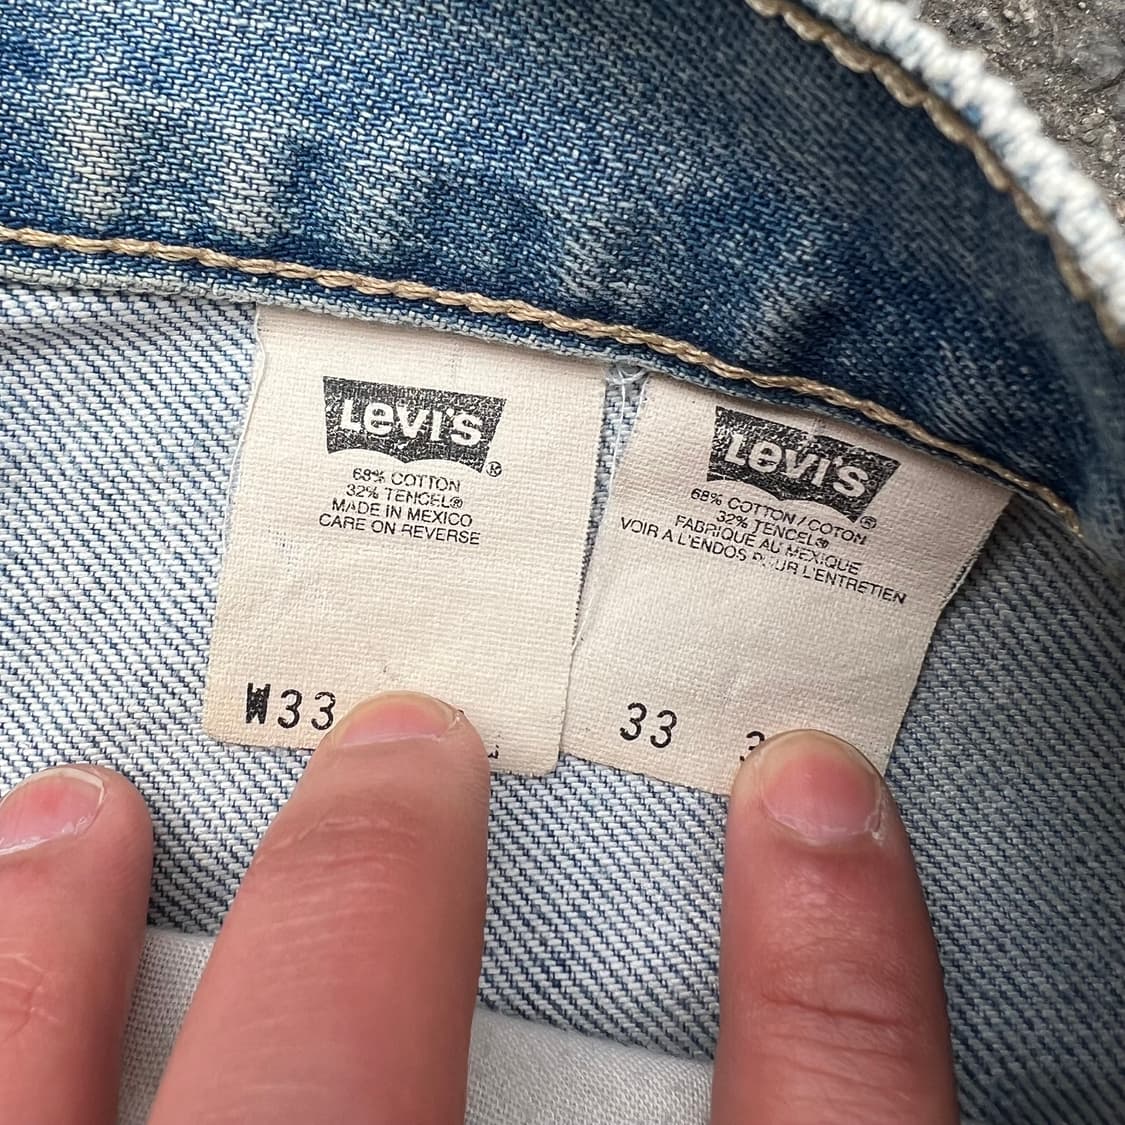 Levi's®
68% COTTON
32% TENCEL®
MADE IN MEXICO
CARE ON REVERSE
W33
Levi's®
68% COTTON / COTON
32% TENCEL®
FABRIQUÉ AU MEXIQUE
VOIR A L'ENDOS POUR L'ENTRETIEN
33